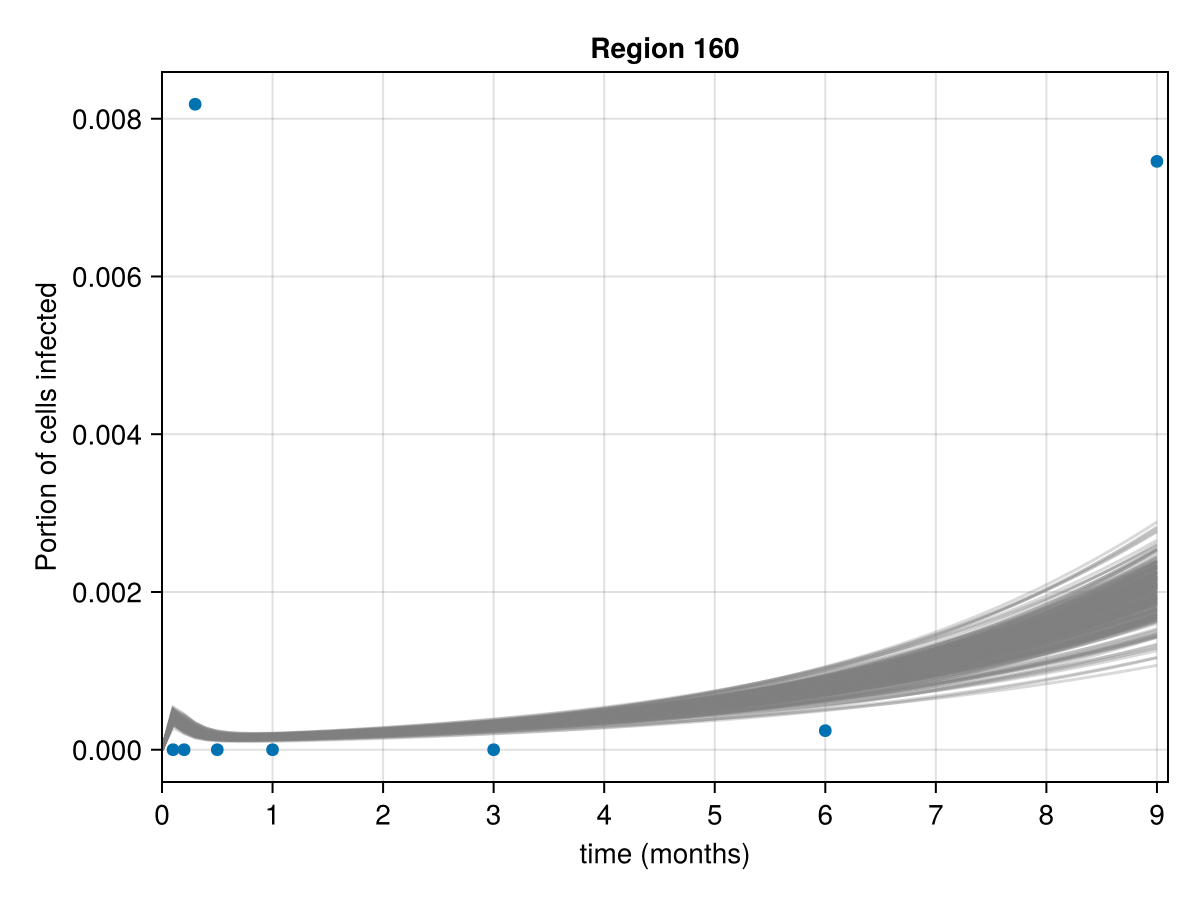 Region 160
0.008
0.006
0.004
0.002
0.000
Portion of cells infected
0 1 2 3 4 5 6 7 8 9
time (months)